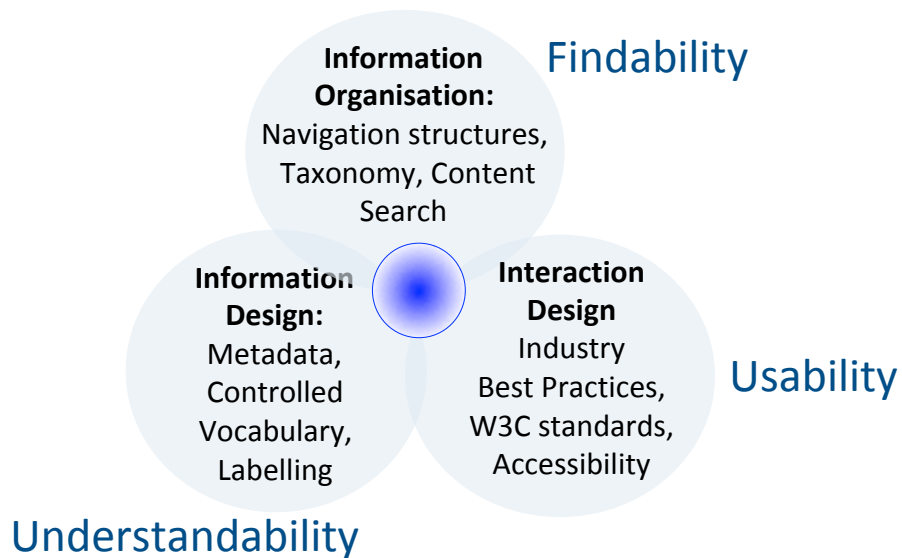 Findability
Information
Organisation:
Navigation structures,
Taxonomy, Content
Search
Information
Design:
Metadata,
Controlled
Vocabulary,
Labelling
Interaction
Design
Industry
Best Practices,
W3C standards,
Accessibility
Usability
Understandability